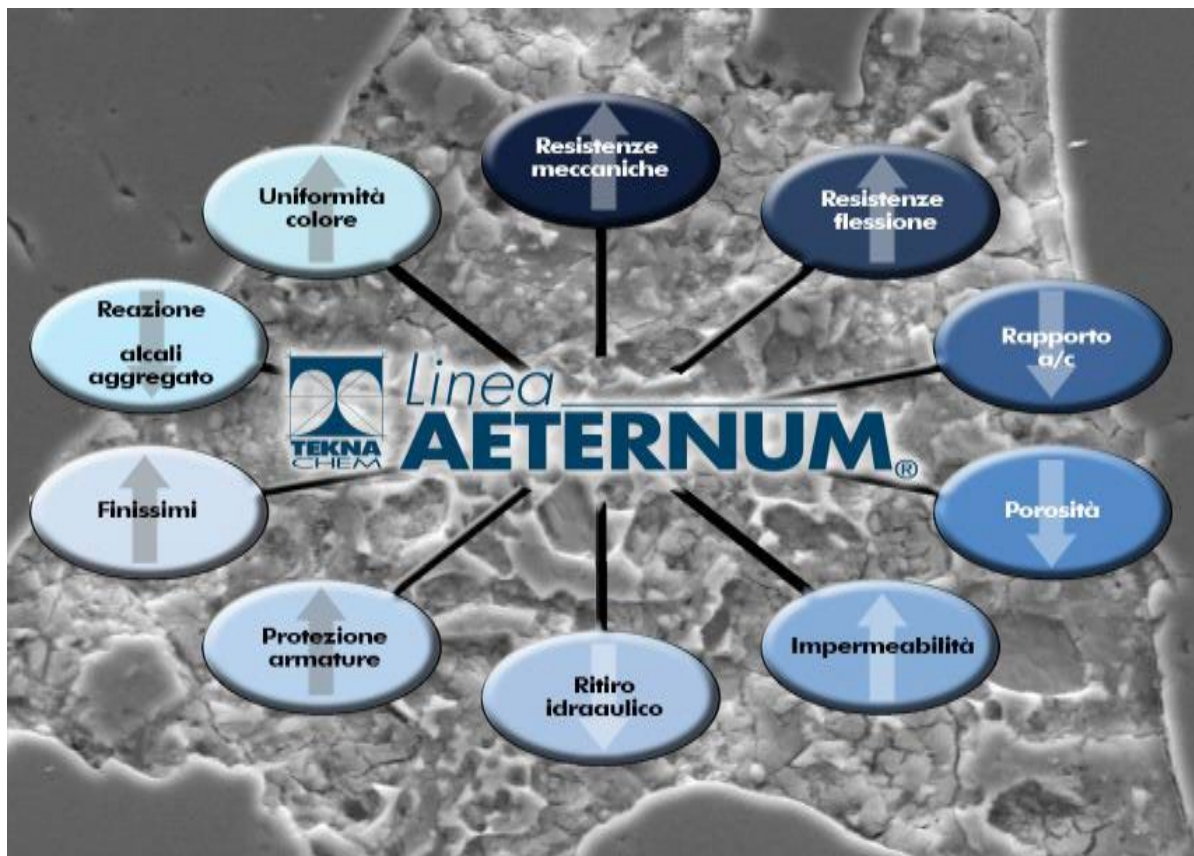 Resistenze
meccaniche
Resistenze
flessione
Rapporto
a/c
Porosità
Impermeabilità
Ritiro
idraaulico
Protezione
armature
Finissimi
Reazione
alcali
aggregato
Uniformità
colore
TEKNA
CHEM
Linea
AETERNUM®